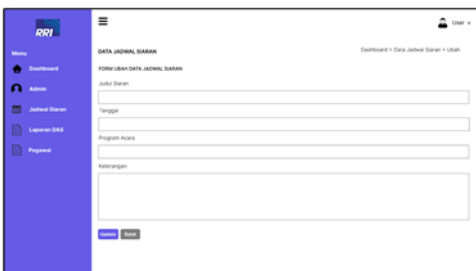 RRI
User
Menu
DATA JADWAL SIARAN
Dashboard > Data Jadwal Siaran > Ubah
Dashboard
FORM UBAH DATA JADWAL SIARAN
Admin
Judul Siaran
Jadwal Siaran
Tanggal
Laporan DAS
Program Acara
Pegawai
Keterangan
Update
Batal